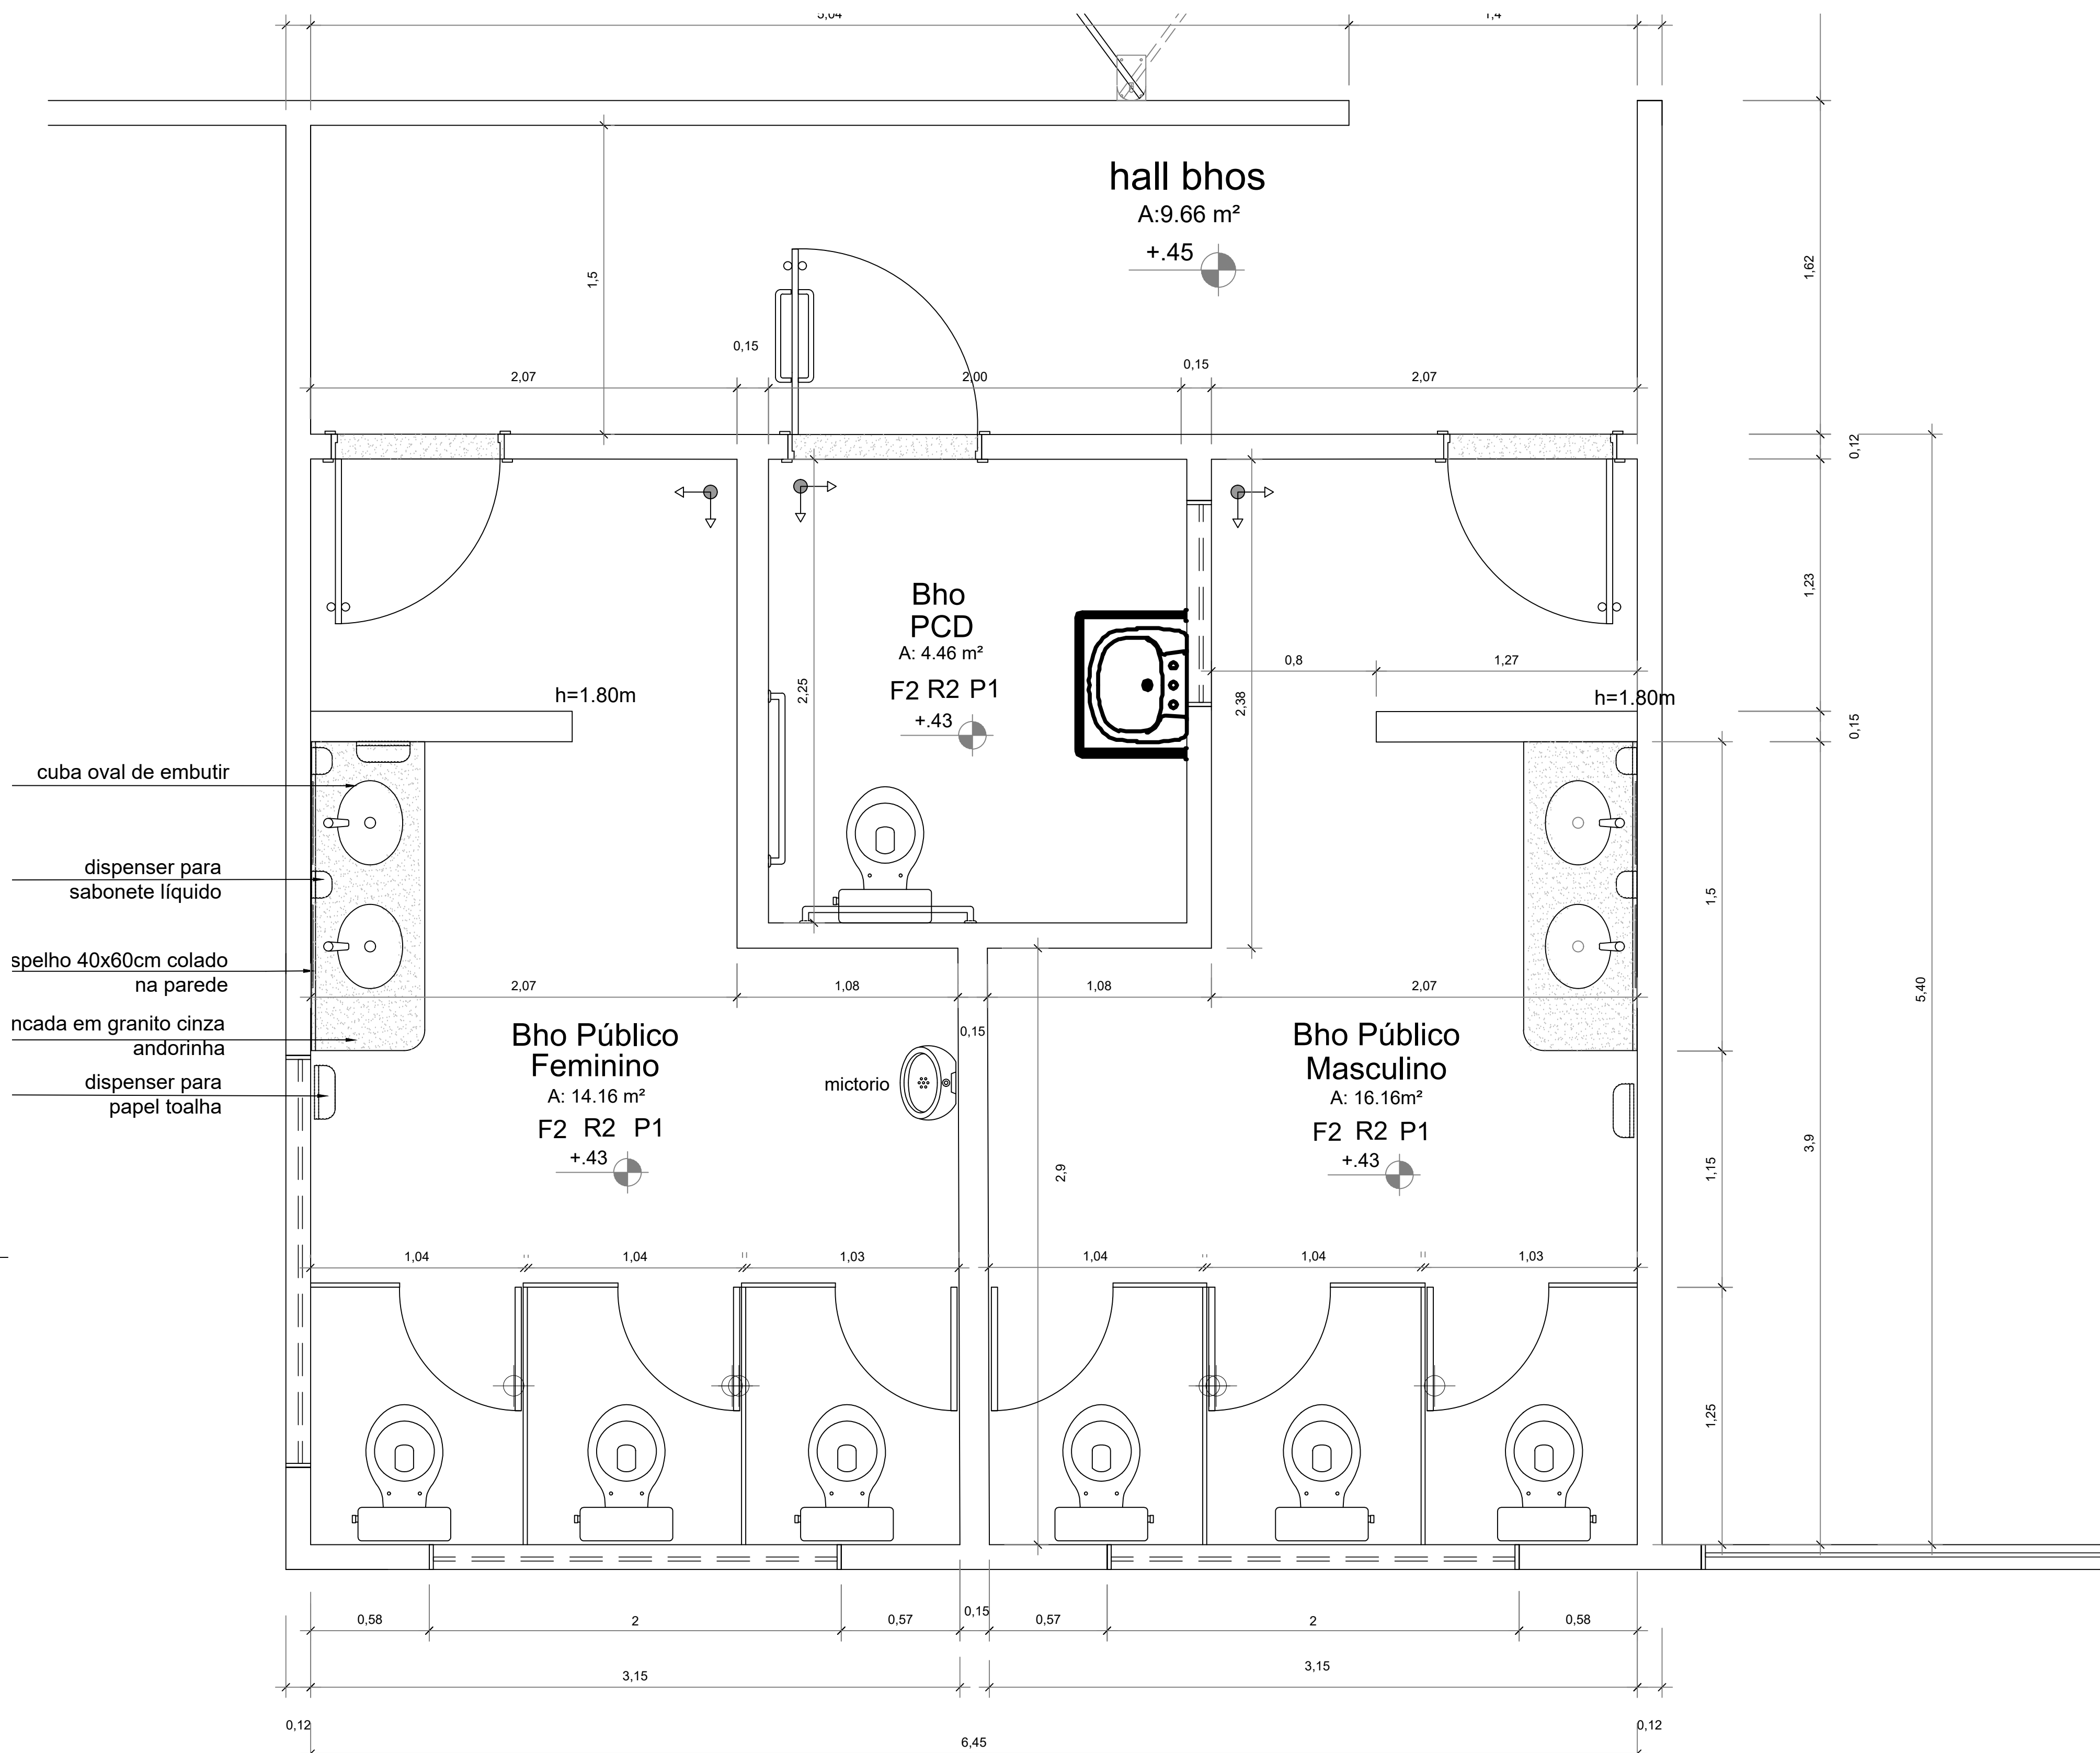 5,04
1,4
hall bhos
A:9.66 m²
+.45
1,5
1,62
0,15
0,15
2,07
2,00
2,07
0,12
1,23
Bho
PCD
A: 4.46 m²
F2 R2 P1
+.43
2,25
2,38
0,8
1,27
h=1.80m
h=1.80m
0,15
cuba oval de embutir
dispenser para
sabonete líquido
spelho 40x60cm colado
na parede
ncada em granito cinza
andorinha
dispenser para
papel toalha
1,5
2,07
1,08
1,08
2,07
5,40
0,15
Bho Público
Feminino
A: 14.16 m²
F2 R2 P1
+.43
mictorio
Bho Público
Masculino
A: 16.16m²
F2 R2 P1
+.43
2,9
1,15
3,9
1,04
1,04
1,03
1,04
1,04
1,03
1,25
0,58
2
0,57
0,15
0,57
2
0,58
3,15
3,15
0,12
6,45
0,12